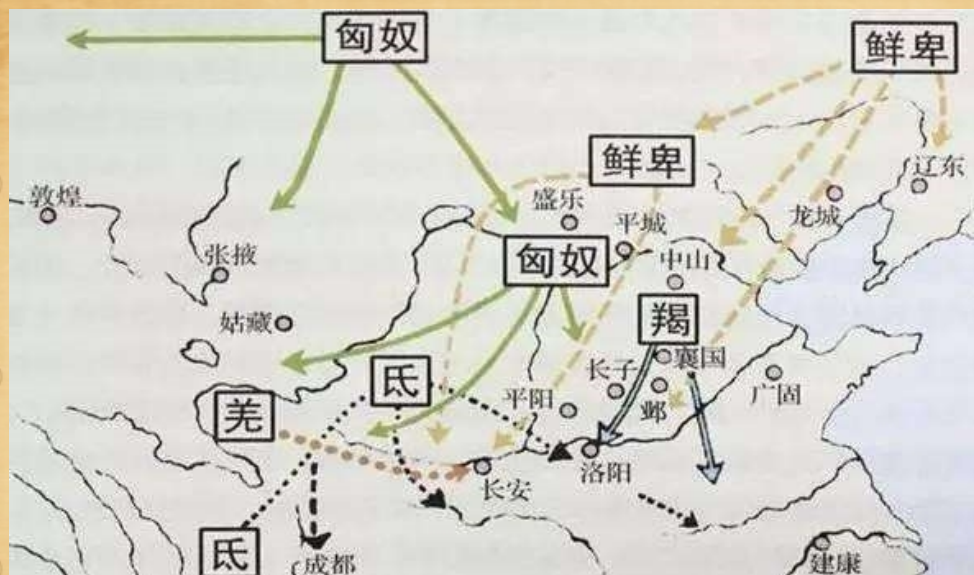 匈奴
鲜卑
鲜卑
敦煌
盛乐
平城
龙城
辽东
张掖
匈奴
中山
姑藏
羯
氐
羌
长子
襄国
平阳
邺
广固
长安
洛阳
氐
成都
建康